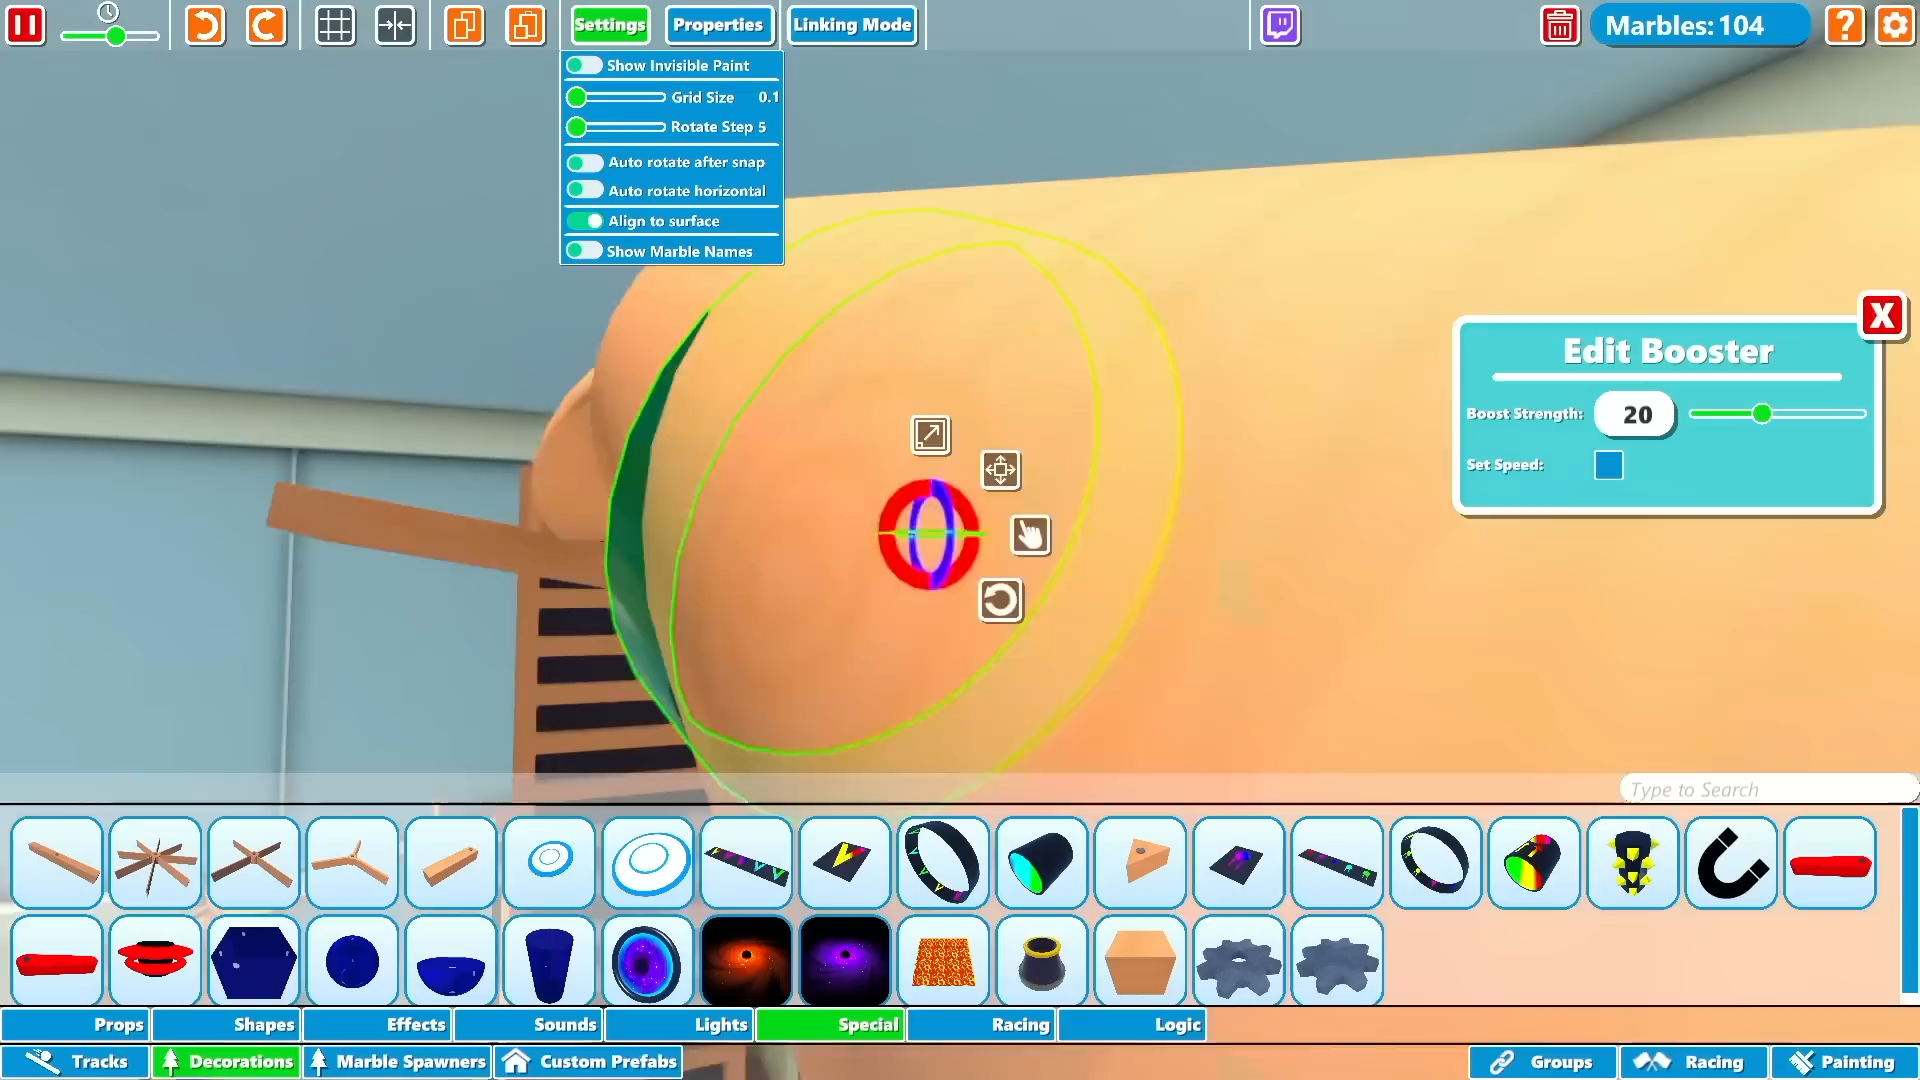 Settings
Properties
Linking Mode
Marbles: 104
?
Show Invisible Paint
Grid Size 0.1
Rotate Step 5
Auto rotate after snap
Auto rotate horizontal
Align to surface
Show Marble Names
X
Edit Booster
Boost Strength: 20
Set Speed:
Type to Search
Props
Shapes
Effects
Sounds
Lights
Special
Racing
Logic
Tracks
Decorations
Marble Spawners
Custom Prefabs
Groups
Racing
Painting